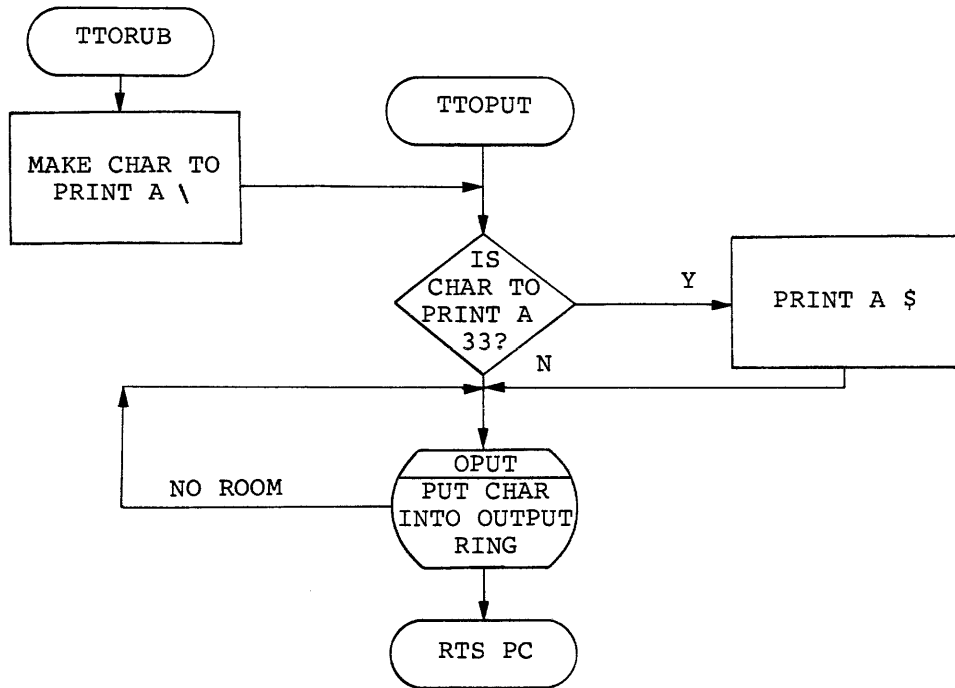 TTORUB
MAKE CHAR TO
PRINT A \
TTOPUT
IS
CHAR TO
PRINT A
33?
Y
PRINT A $
N
NO ROOM
OPUT
PUT CHAR
INTO OUTPUT
RING
RTS PC